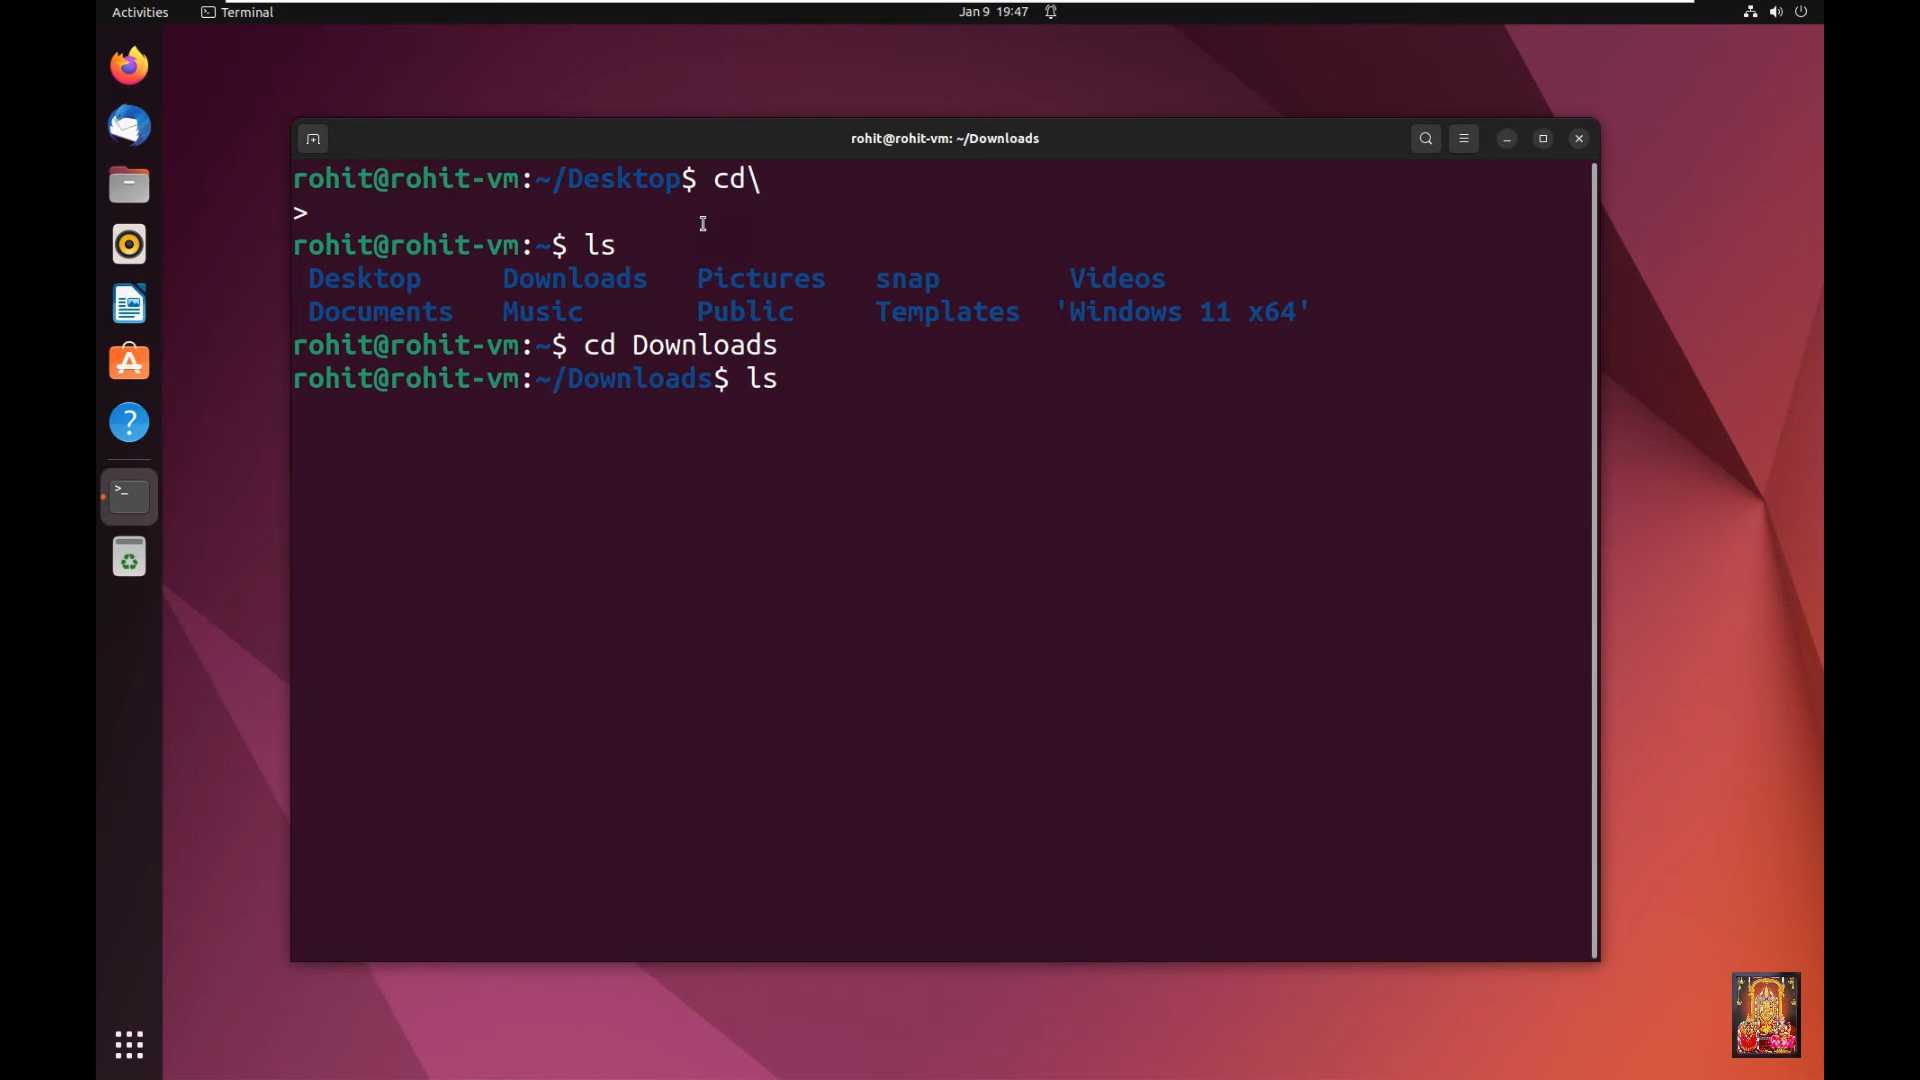 Activities Terminal Jan 9 19:47
rohit@rohit-vm: ~/Downloads
rohit@rohit-vm:~/Desktop$ cd\
>
rohit@rohit-vm:~$ ls
Desktop Downloads Pictures snap Videos
Documents Music Public Templates 'Windows 11 x64'
rohit@rohit-vm:~$ cd Downloads
rohit@rohit-vm:~/Downloads$ ls